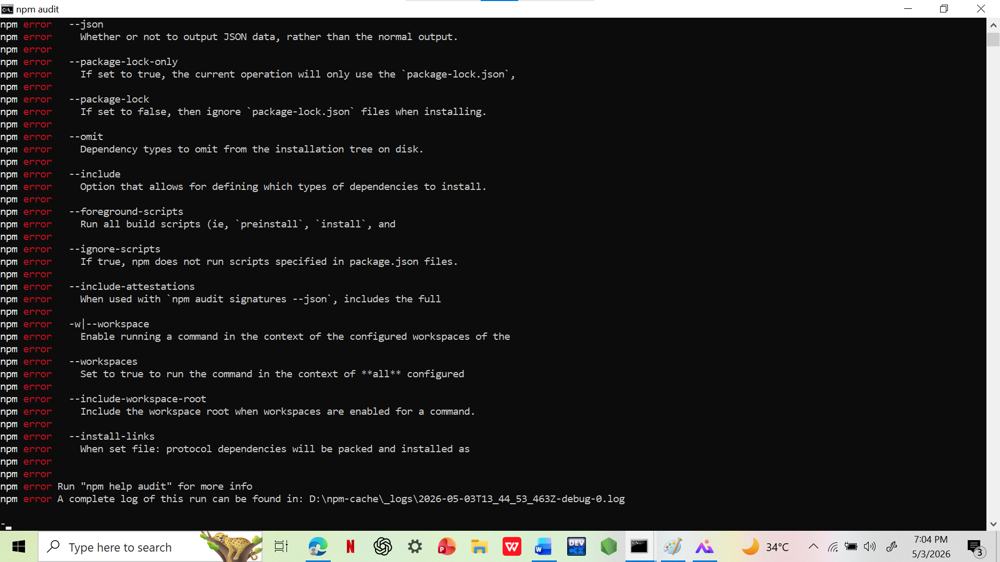 npm audit
npm error   --json
npm error     Whether or not to output JSON data, rather than the normal output.
npm error
npm error   --package-lock-only
npm error     If set to true, the current operation will only use the `package-lock.json`,
npm error
npm error   --package-lock
npm error     If set to false, then ignore `package-lock.json` files when installing.
npm error
npm error   --omit
npm error     Dependency types to omit from the installation tree on disk.
npm error
npm error   --include
npm error     Option that allows for defining which types of dependencies to install.
npm error
npm error   --foreground-scripts
npm error     Run all build scripts (ie, `preinstall`, `install`, and
npm error
npm error   --ignore-scripts
npm error     If true, npm does not run scripts specified in package.json files.
npm error
npm error   --include-attestations
npm error     When used with `npm audit signatures --json`, includes the full
npm error
npm error   -w|--workspace
npm error     Enable running a command in the context of the configured workspaces of the
npm error
npm error   --workspaces
npm error     Set to true to run the command in the context of **all** configured
npm error
npm error   --include-workspace-root
npm error     Include the workspace root when workspaces are enabled for a command.
npm error
npm error   --install-links
npm error     When set file: protocol dependencies will be packed and installed as
npm error
npm error
npm error Run "npm help audit" for more info
npm error A complete log of this run can be found in: D:\npm-cache\_logs\2026-05-03T13_44_53_463Z-debug-0.log
-
Type here to search
N
P
W
W
DEV
C++
C:\.
34°C
7:04 PM
5/3/2026
3